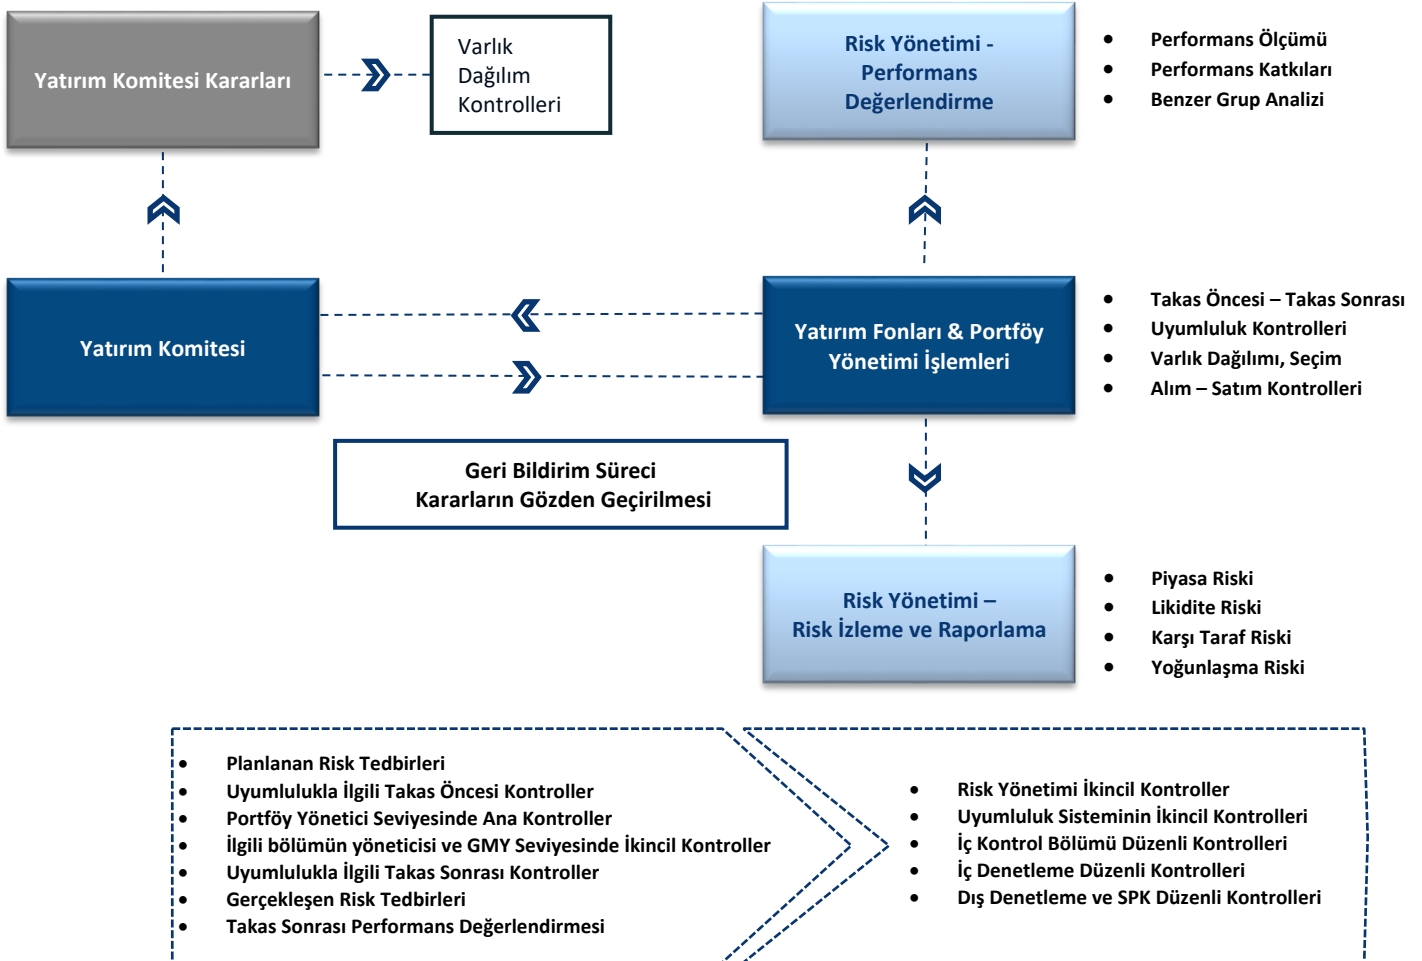 Yatırım Komitesi Kararları
Varlık
Dağılım
Kontrolleri
Risk Yönetimi -
Performans
Değerlendirme
• Performans Ölçümü
• Performans Katkıları
• Benzer Grup Analizi
Yatırım Komitesi
Yatırım Fonları & Portföy
Yönetimi İşlemleri
• Takas Öncesi – Takas Sonrası
• Uyumluluk Kontrolleri
• Varlık Dağılımı, Seçim
• Alım – Satım Kontrolleri
Geri Bildirim Süreci
Kararların Gözden Geçirilmesi
Risk Yönetimi –
Risk İzleme ve Raporlama
• Piyasa Riski
• Likidite Riski
• Karşı Taraf Riski
• Yoğunlaşma Riski
• Planlanan Risk Tedbirleri
• Uyumlulukla İlgili Takas Öncesi Kontroller
• Portföy Yönetici Seviyesinde Ana Kontroller
• İlgili bölümün yöneticisi ve GMY Seviyesinde İkincil Kontroller
• Uyumlulukla İlgili Takas Sonrası Kontroller
• Gerçekleşen Risk Tedbirleri
• Takas Sonrası Performans Değerlendirmesi
• Risk Yönetimi İkincil Kontroller
• Uyumluluk Sisteminin İkincil Kontrolleri
• İç Kontrol Bölümü Düzenli Kontrolleri
• İç Denetleme Düzenli Kontrolleri
• Dış Denetleme ve SPK Düzenli Kontrolleri